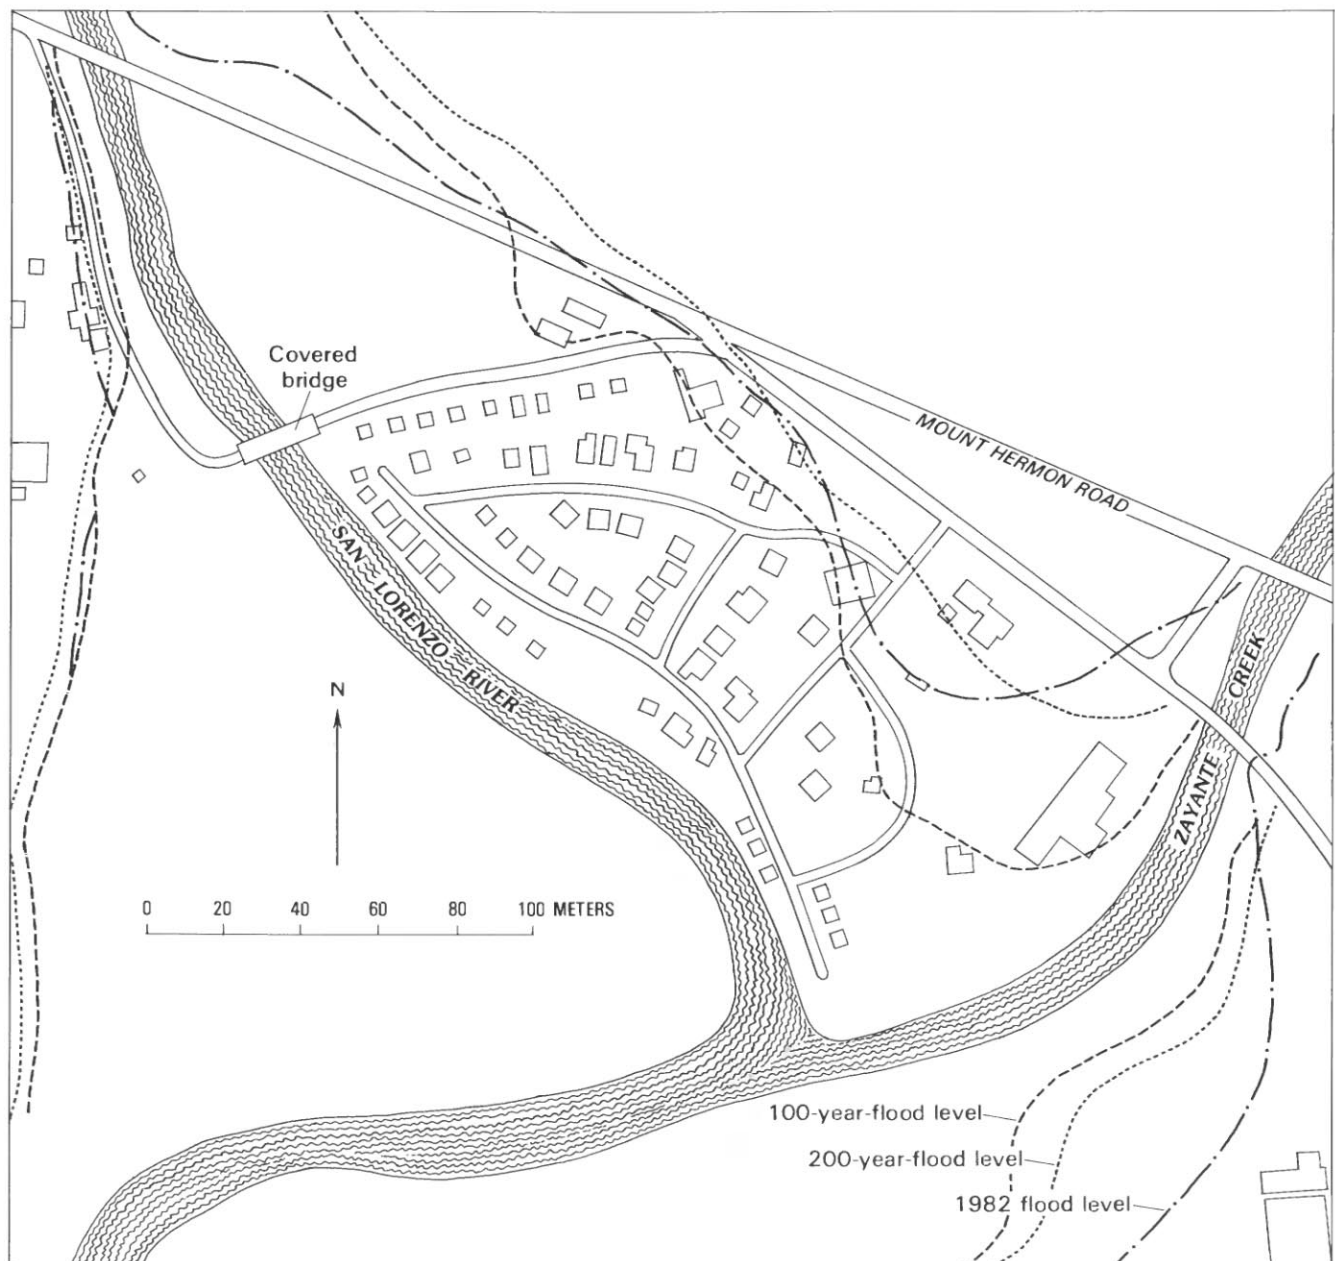 Covered
bridge
MOUNT HERMON ROAD
SAN LORENZO RIVER
N
ZAYANTE CREEK
0 20 40 60 80 100 METERS
100-year-flood level
200-year-flood level
1982 flood level